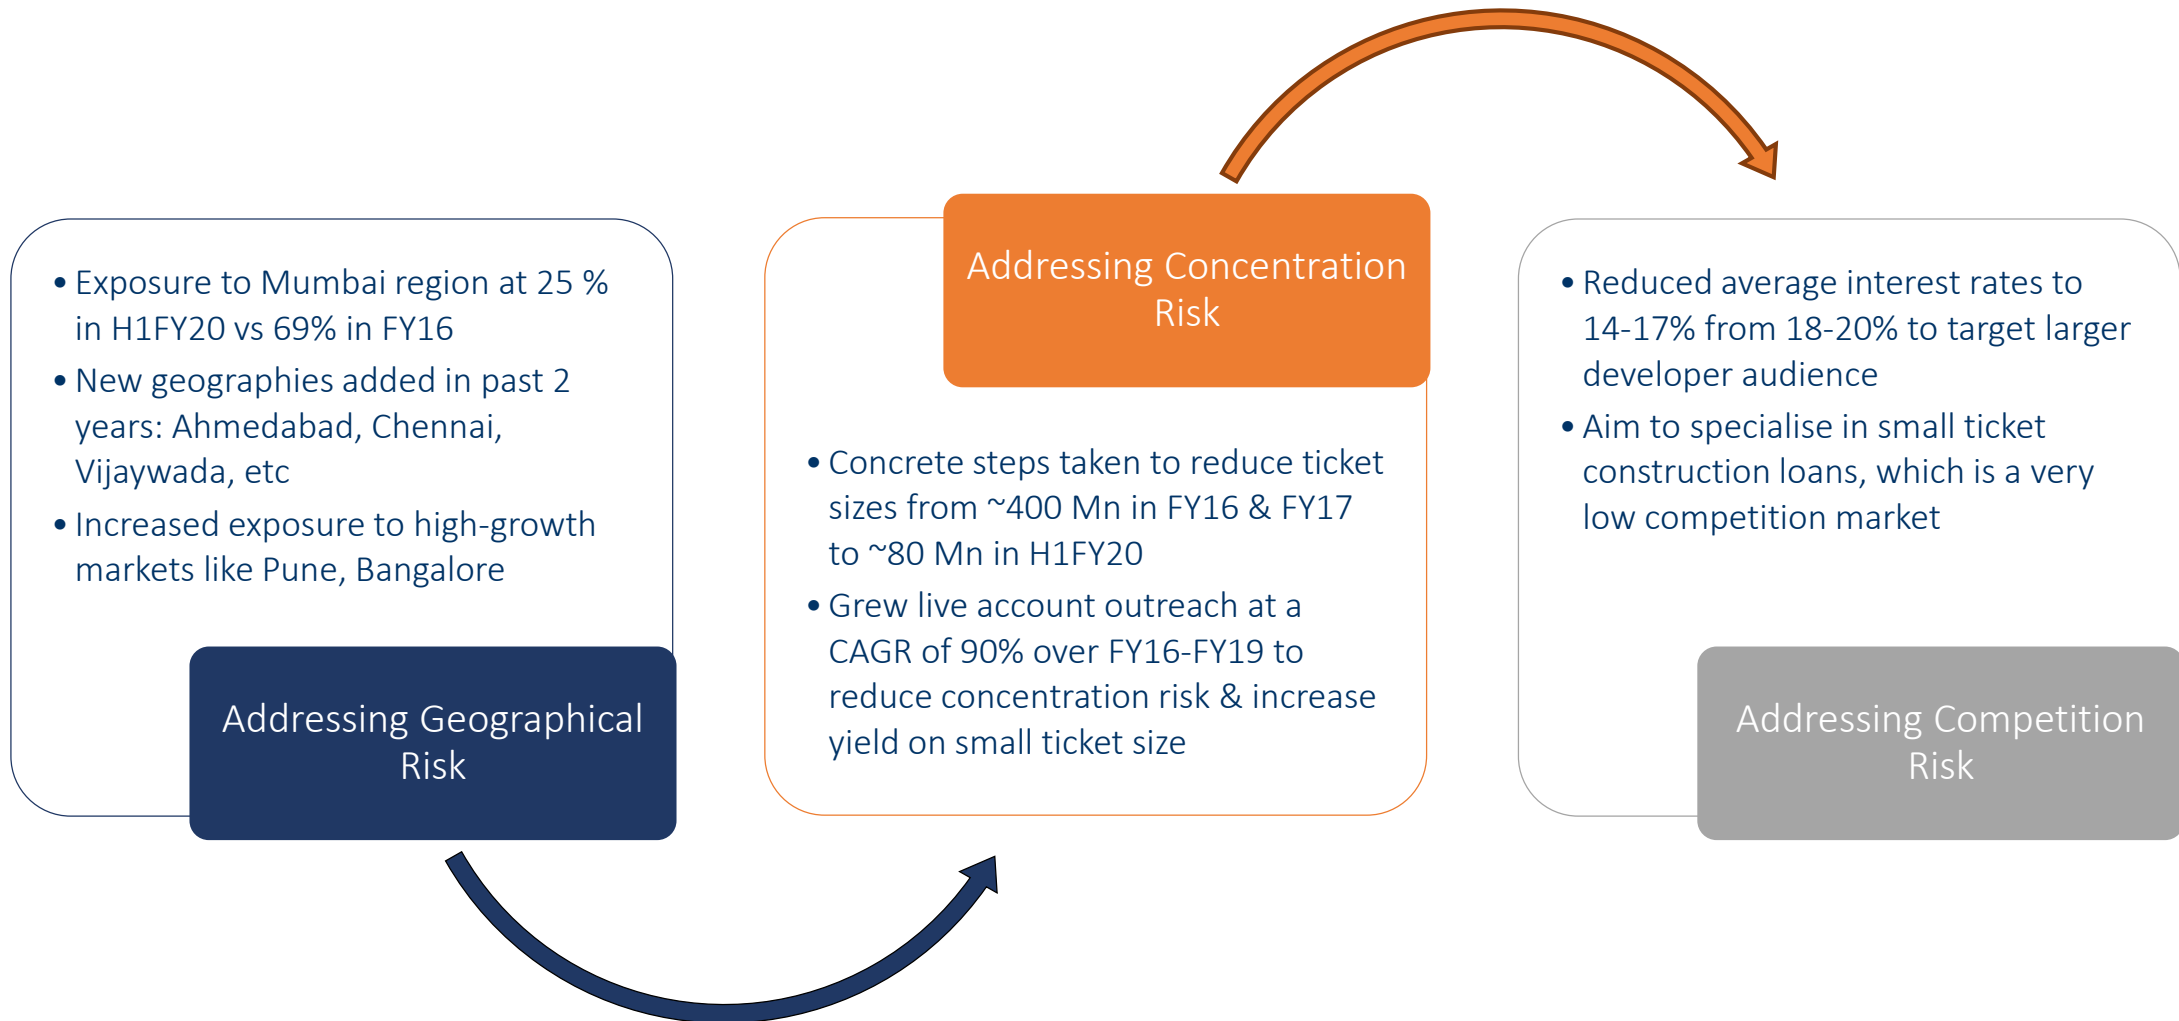 • Exposure to Mumbai region at 25 %
in H1FY20 vs 69% in FY16
• New geographies added in past 2
years: Ahmedabad, Chennai,
Vijaywada, etc
• Increased exposure to high-growth
markets like Pune, Bangalore
Addressing Geographical
Risk
Addressing Concentration
Risk
• Concrete steps taken to reduce ticket
sizes from ~400 Mn in FY16 & FY17
to ~80 Mn in H1FY20
• Grew live account outreach at a
CAGR of 90% over FY16-FY19 to
reduce concentration risk & increase
yield on small ticket size
• Reduced average interest rates to
14-17% from 18-20% to target larger
developer audience
• Aim to specialise in small ticket
construction loans, which is a very
low competition market
Addressing Competition
Risk